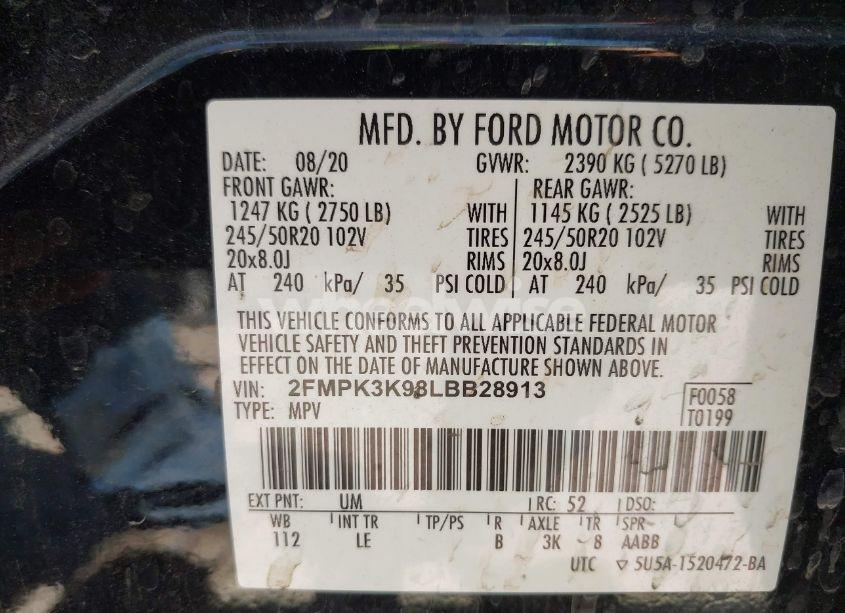 MFD. BY FORD MOTOR CO.
DATE: 08/20 GVWR: 2390 KG ( 5270 LB)
FRONT GAWR: REAR GAWR:
1247 KG ( 2750 LB) WITH 1145 KG ( 2525 LB) WITH
245/50R20 102V TIRES 245/50R20 102V TIRES
20x8.0J RIMS 20x8.0J RIMS
AT 240 kPa/ 35 PSI COLD AT 240 kPa/ 35 PSI COLD
wheelwise
THIS VEHICLE CONFORMS TO ALL APPLICABLE FEDERAL MOTOR
VEHICLE SAFETY AND THEFT PREVENTION STANDARDS IN
EFFECT ON THE DATE OF MANUFACTURE SHOWN ABOVE.
VIN: 2FMPK3K98LBB28913
TYPE: MPV
F0058
T0199
EXT PNT: UM RC: 52 DSO:
WB INT TR TP/PS R AXLE TR SPR
112 LE B 3K 8 AABB
UTC ▽ 5U5A-1520472-BA